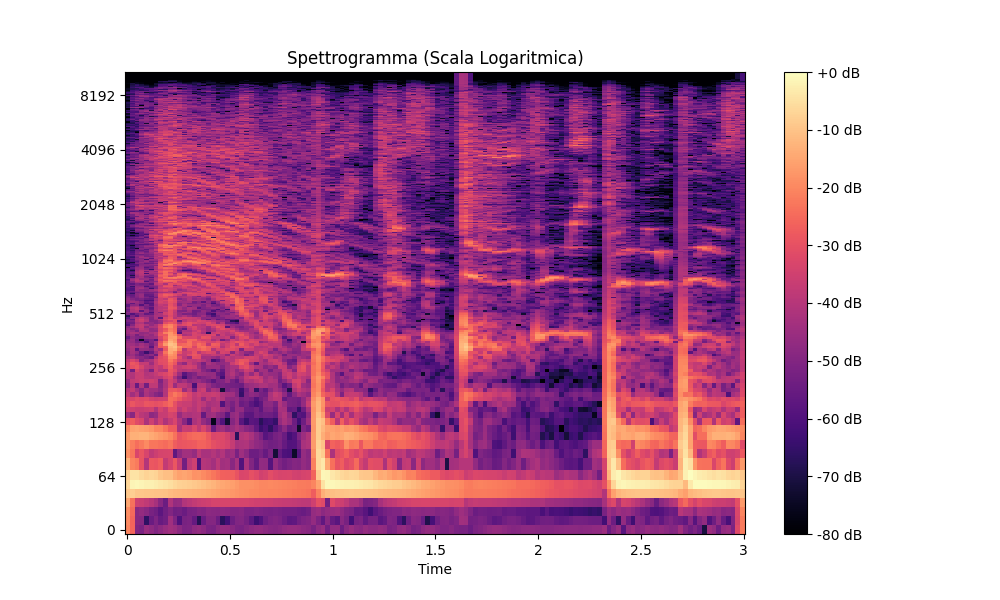 Spettrogramma (Scala Logaritmica)
Hz
8192
4096
2048
1024
512
256
128
64
0
0
0.5
1
1.5
2
2.5
3
Time
+0 dB
-10 dB
-20 dB
-30 dB
-40 dB
-50 dB
-60 dB
-70 dB
-80 dB